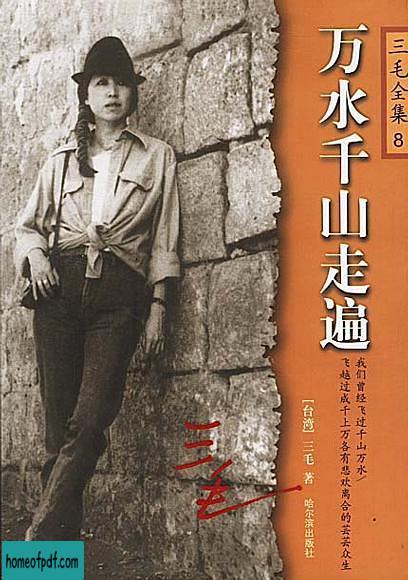 三毛全集 8
万水千山走遍
我们曾经飞过千山万水/
飞越过成千上万各有悲欢离合的芸芸众生
[台湾] 三毛 著
哈尔滨出版社
三毛
homeofpdf.com